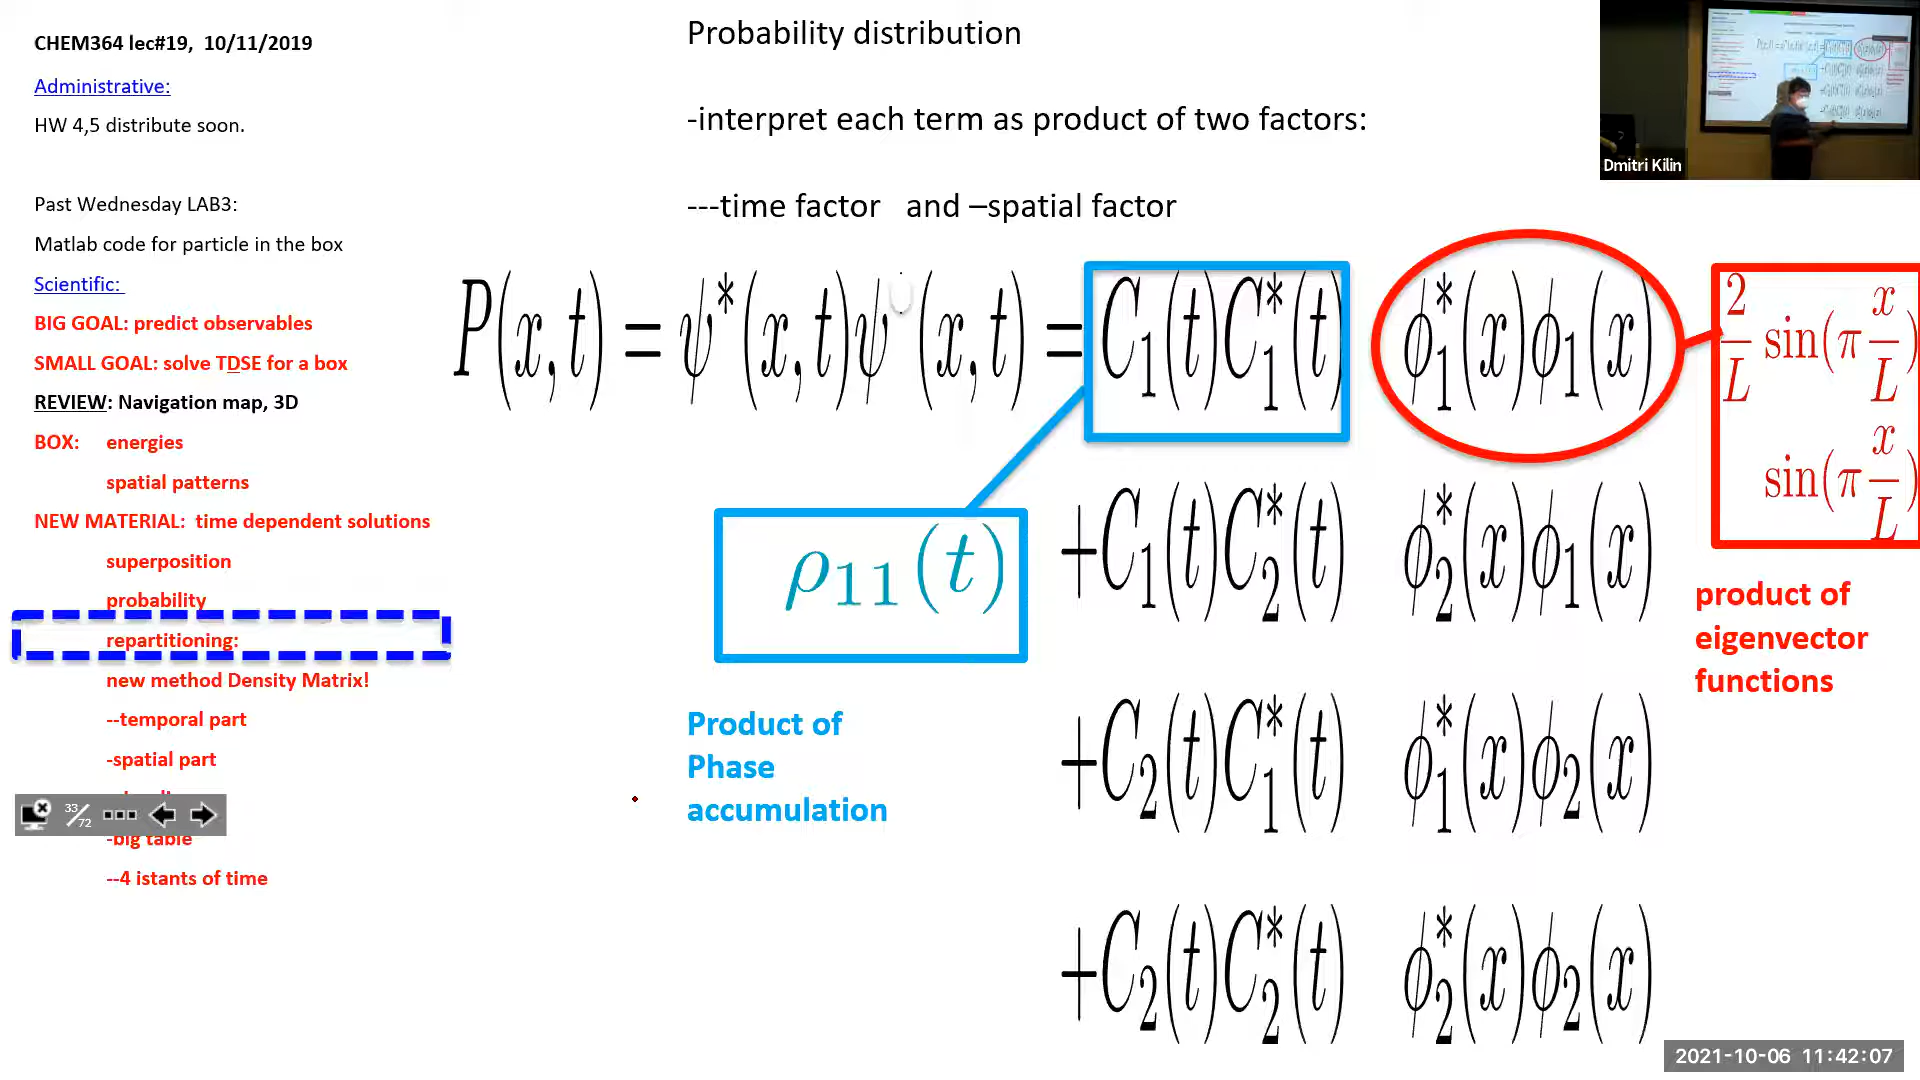 CHEM364 lec#19, 10/11/2019
Administrative:
HW 4,5 distribute soon.
Past Wednesday LAB3:
Matlab code for particle in the box
Scientific:
BIG GOAL: predict observables
SMALL GOAL: solve TDSE for a box
REVIEW: Navigation map, 3D
BOX: energies
spatial patterns
NEW MATERIAL: time dependent solutions
superposition
probability
repartitioning:
new method Density Matrix!
--temporal part
-spatial part
33/72
-big table
--4 istants of time
Probability distribution
-interpret each term as product of two factors:
---time factor and –spatial factor
P(x,t) = ψ*(x,t)ψ(x,t) = C₁(t)C₁*(t) ϕ₁*(x)ϕ₁(x)
+C₁(t)C₂*(t) ϕ₂*(x)ϕ₁(x)
+C₂(t)C₁*(t) ϕ₁*(x)ϕ₂(x)
+C₂(t)C₂*(t) ϕ₂*(x)ϕ₂(x)
ρ₁₁(t)
Product of
Phase
accumulation
2/L sin(π x/L)
sin(π x/L)
product of
eigenvector
functions
Dmitri Kilin
2021-10-06 11:42:07